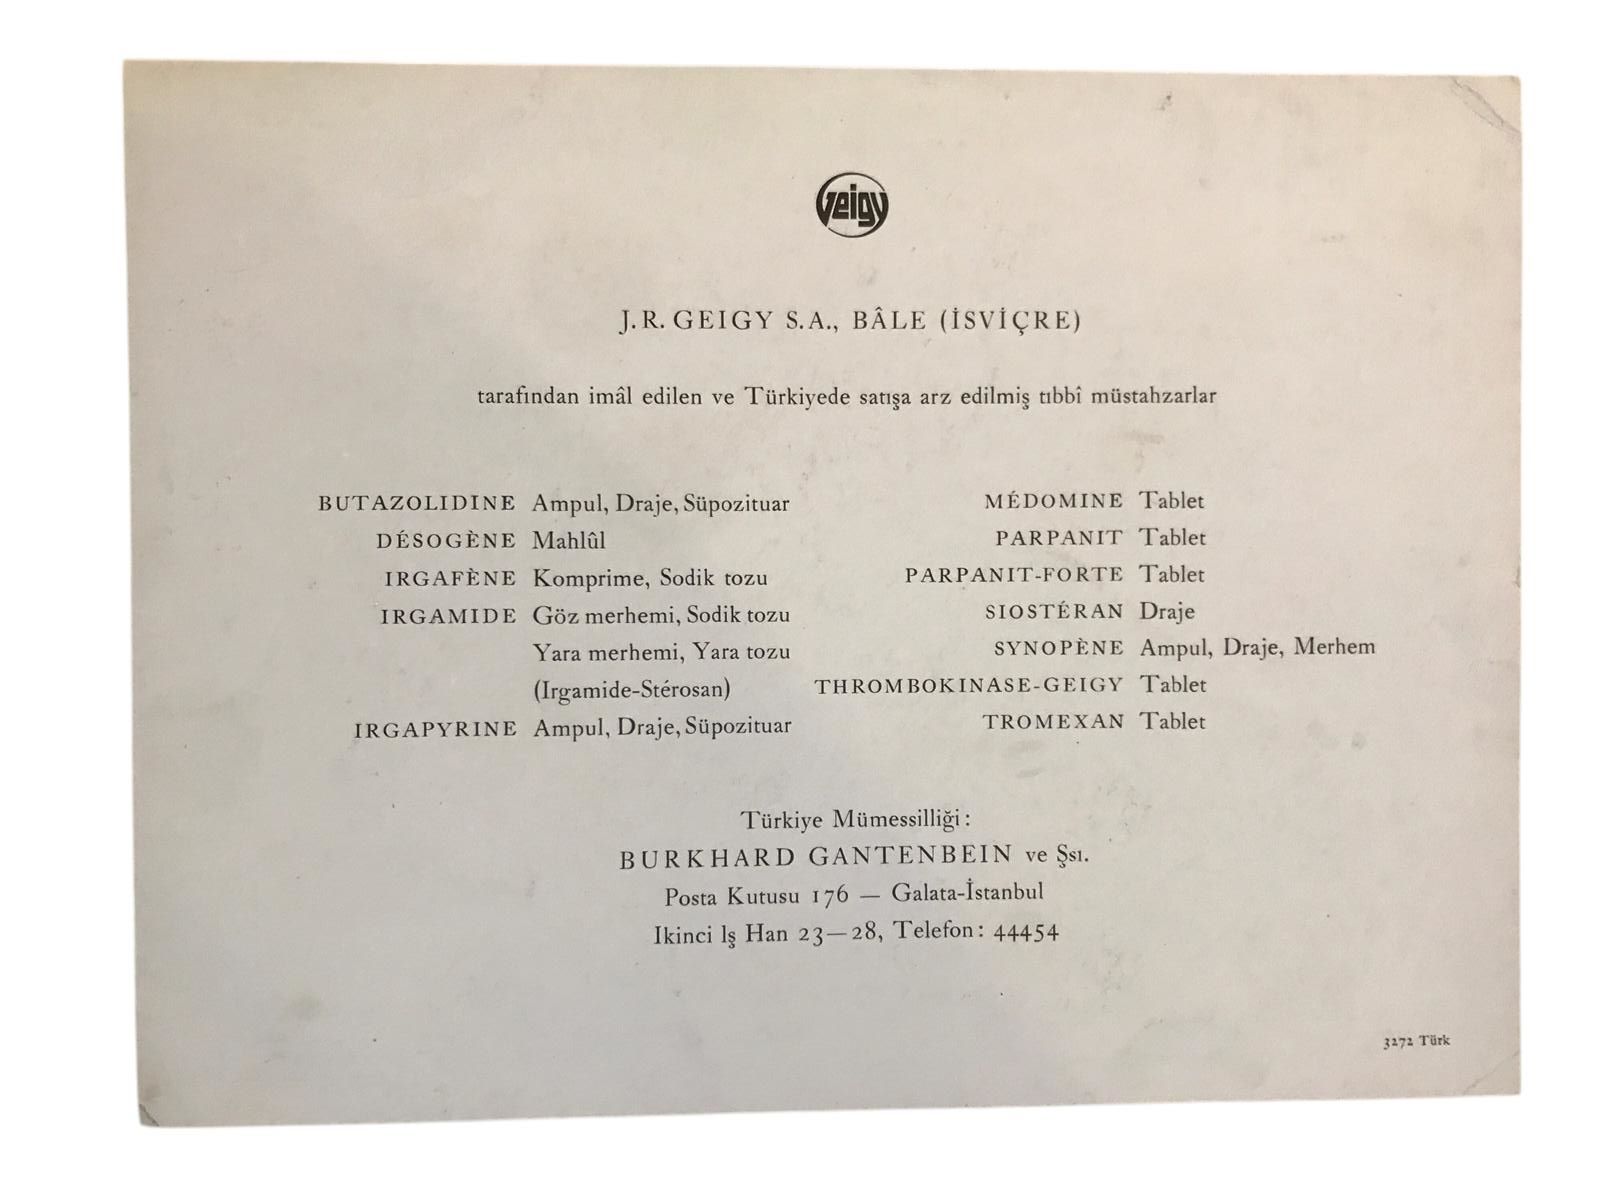 Geigy
J. R. GEIGY S. A., BÂLE (İSVİÇRE)
tarafından imâl edilen ve Türkiyede satışa arz edilmiş tıbbî müstahzarlar
BUTAZOLIDINE Ampul, Draje, Süpozituar
DÉSOGÈNE Mahlûl
IRGAFÈNE Komprime, Sodik tozu
IRGAMIDE Göz merhemi, Sodik tozu
Yara merhemi, Yara tozu
(Irgamide-Stérosan)
IRGAPYRINE Ampul, Draje, Süpozituar
MÉDOMINE Tablet
PARPANIT Tablet
PARPANIT-FORTE Tablet
SIOSTÉRAN Draje
SYNOPÈNE Ampul, Draje, Merhem
THROMBOKINASE-GEIGY Tablet
TROMEXAN Tablet
Türkiye Mümessilliği :
BURKHARD GANTENBEIN ve Şsı.
Posta Kutusu 176 — Galata-İstanbul
Ikinci Iş Han 23—28, Telefon : 44454
3272 Türk